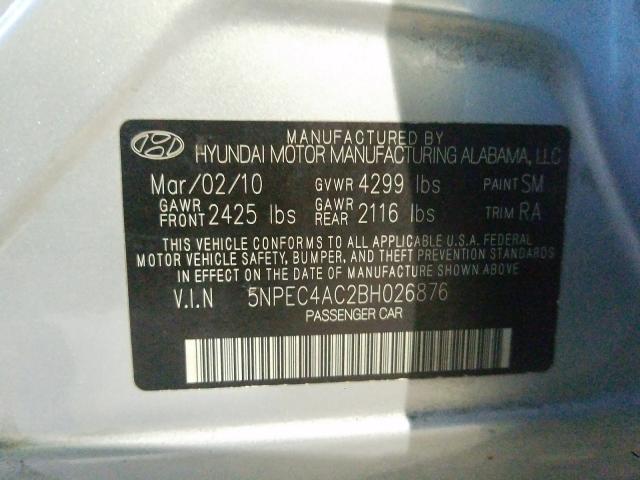 MANUFACTURED BY
HYUNDAI MOTOR MANUFACTURING ALABAMA, LLC
Mar/02/10 GVWR 4299 lbs PAINT SM
GAWR FRONT 2425 lbs GAWR REAR 2116 lbs TRIM RA
THIS VEHICLE CONFORMS TO ALL APPLICABLE U.S.A. FEDERAL
MOTOR VEHICLE SAFETY, BUMPER, AND THEFT PREVENTION STANDARDS
IN EFFECT ON THE DATE OF MANUFACTURE SHOWN ABOVE
V.I.N 5NPEC4AC2BH026876
PASSENGER CAR